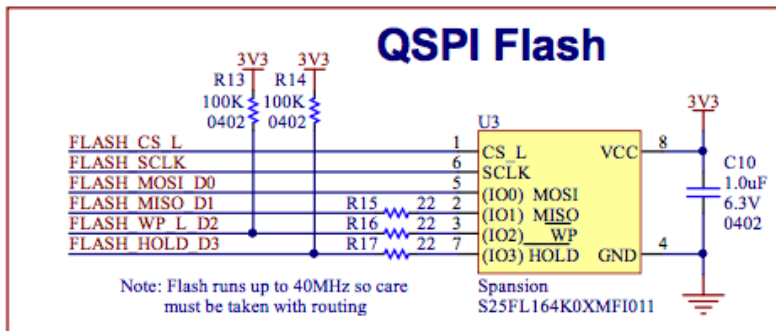 QSPI Flash
3V3 3V3
R13 R14
100K 100K
0402 0402
3V3
U3
FLASH_CS_L 1 CS_L VCC 8
FLASH_SCLK 6 SCLK
FLASH_MOSI_D0 5 (IO0) MOSI
FLASH_MISO_D1 R15 22 2 (IO1) MISO
FLASH_WP_L_D2 R16 22 3 (IO2) WP
FLASH_HOLD_D3 R17 22 7 (IO3) HOLD GND 4
C10
1.0uF
6.3V
0402
Note: Flash runs up to 40MHz so care
must be taken with routing
Spansion
S25FL164K0XMFI011